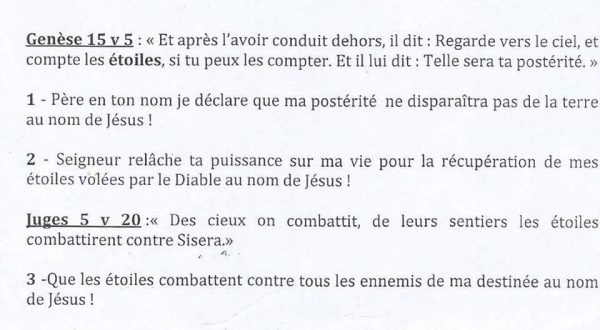 Genèse 15 v 5 : « Et après l'avoir conduit dehors, il dit : Regarde vers le ciel, et
compte les étoiles, si tu peux les compter. Et il lui dit : Telle sera ta postérité. »
1 - Père en ton nom je déclare que ma postérité ne disparaîtra pas de la terre
au nom de Jésus !
2 - Seigneur relâche ta puissance sur ma vie pour la récupération de mes
étoiles volées par le Diable au nom de Jésus !
Juges 5 v 20 :« Des cieux on combattit, de leurs sentiers les étoiles
combattirent contre Sisera.»
3 -Que les étoiles combattent contre tous les ennemis de ma destinée au nom
de Jésus !